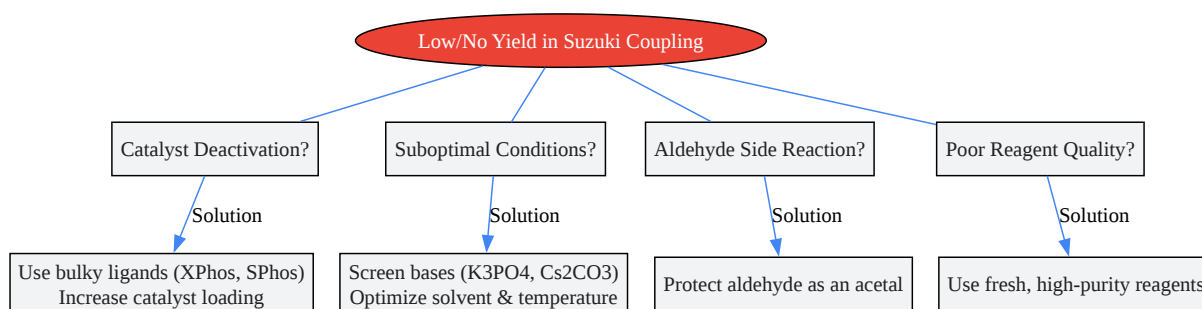 Low/No Yield in Suzuki Coupling
Catalyst Deactivation?
Suboptimal Conditions?
Aldehyde Side Reaction?
Poor Reagent Quality?
Solution
Solution
Solution
Solution
Use bulky ligands (XPhos, SPhos)
Increase catalyst loading
Screen bases (K3PO4, Cs2CO3)
Optimize solvent & temperature
Protect aldehyde as an acetal
Use fresh, high-purity reagents